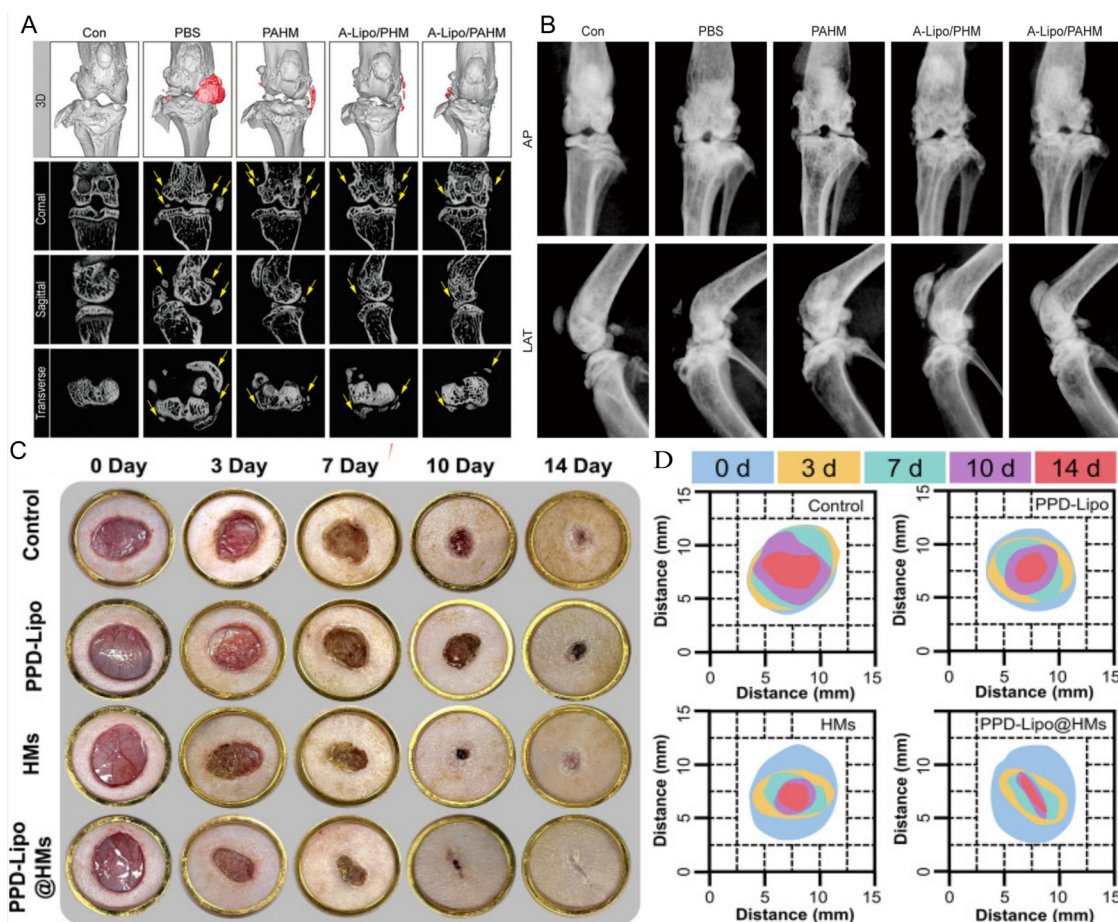 A
Con PBS PAHM A-Lipo/PHM A-Lipo/PAHM
3D
Cornal
Sagittal
Transverse
B
Con PBS PAHM A-Lipo/PHM A-Lipo/PAHM
AP
LAT
C
0 Day 3 Day 7 Day 10 Day 14 Day
Control
PPD-Lipo
HMs
PPD-Lipo
@HMs
D
0 d 3 d 7 d 10 d 14 d
Control
15
10
5
0
Distance (mm)
0 5 10 15
Distance (mm)
PPD-Lipo
15
10
5
0
Distance (mm)
0 5 10 15
Distance (mm)
HMs
15
10
5
0
Distance (mm)
0 5 10 15
Distance (mm)
PPD-Lipo@HMs
15
10
5
0
Distance (mm)
0 5 10 15
Distance (mm)